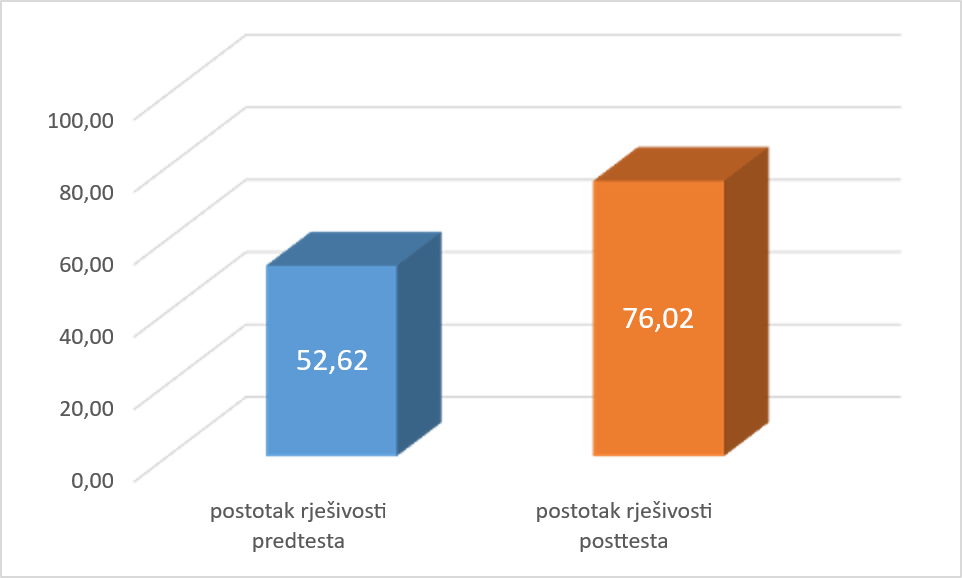 100,00
80,00
60,00
40,00
20,00
0,00
52,62
76,02
postotak rješivosti
predtesta
postotak rješivosti
posttesta